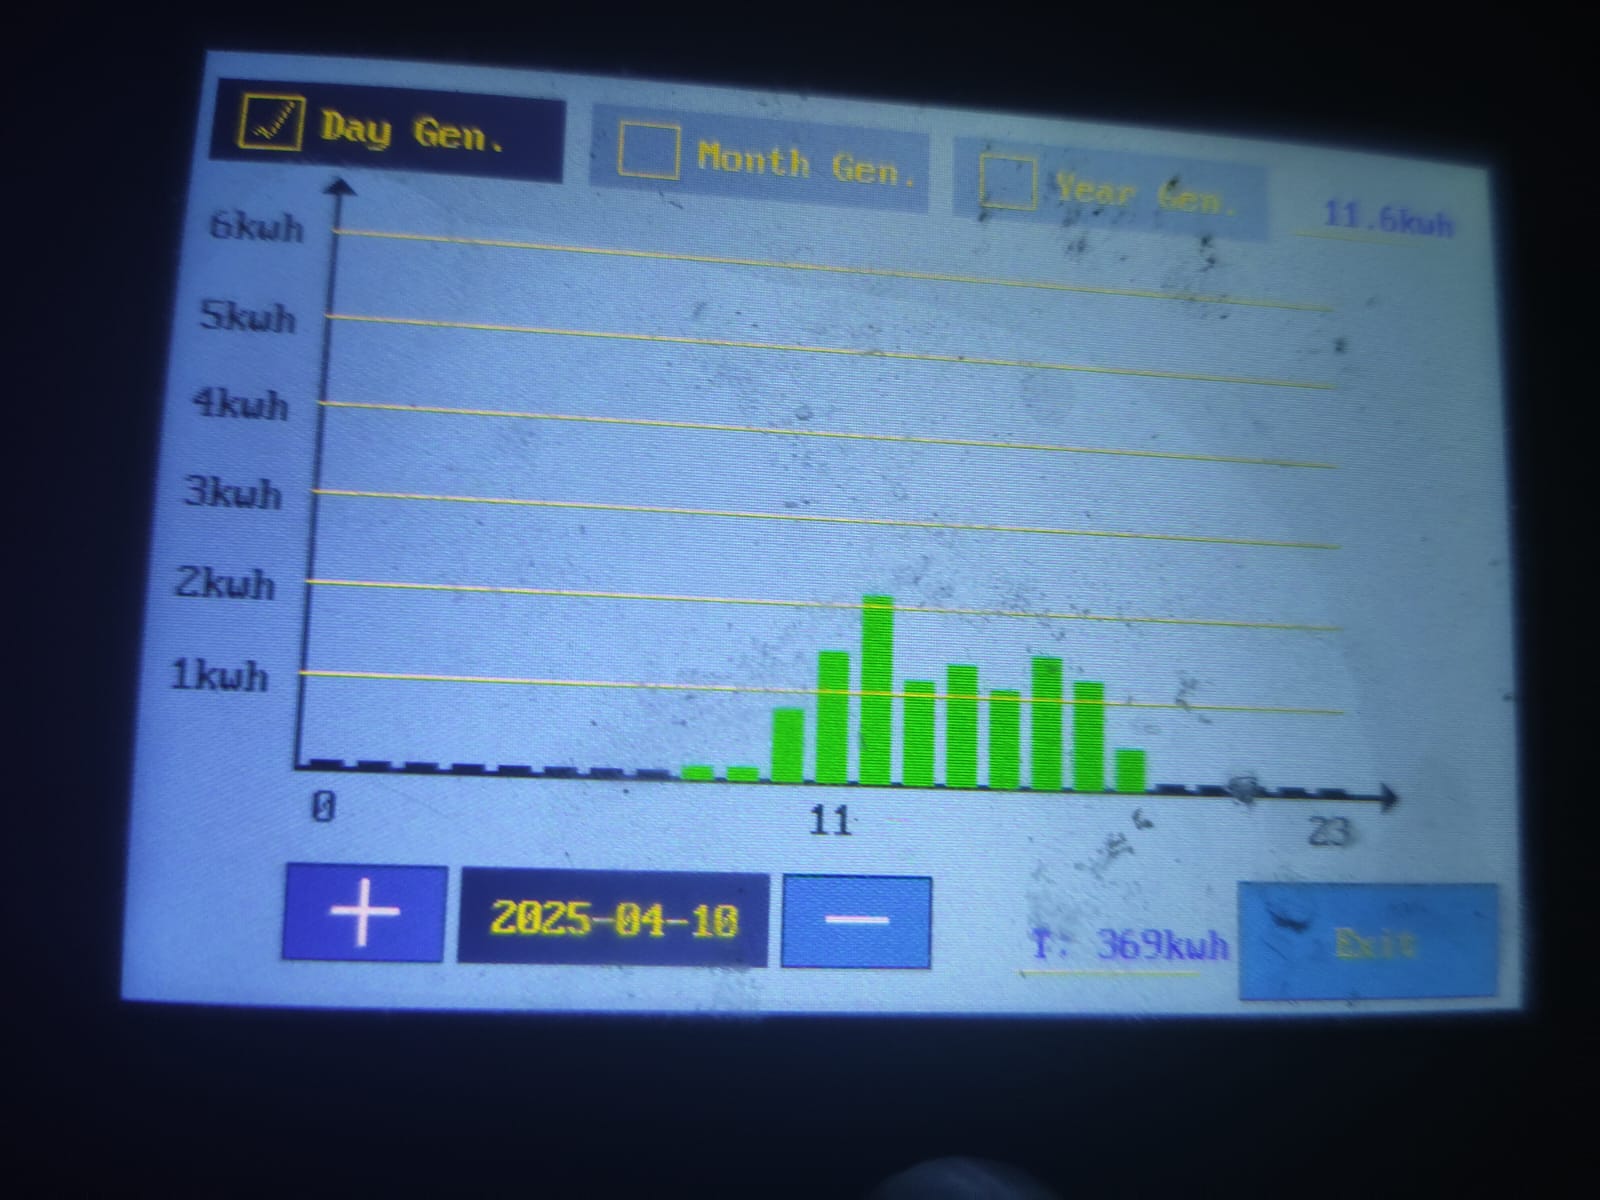 Day Gen. Month Gen. Year Gen. 11.6kwh
6kwh
5kwh
4kwh
3kwh
2kwh
1kwh
0 11 23
+ 2025-04-10 − T: 369kwh Exit